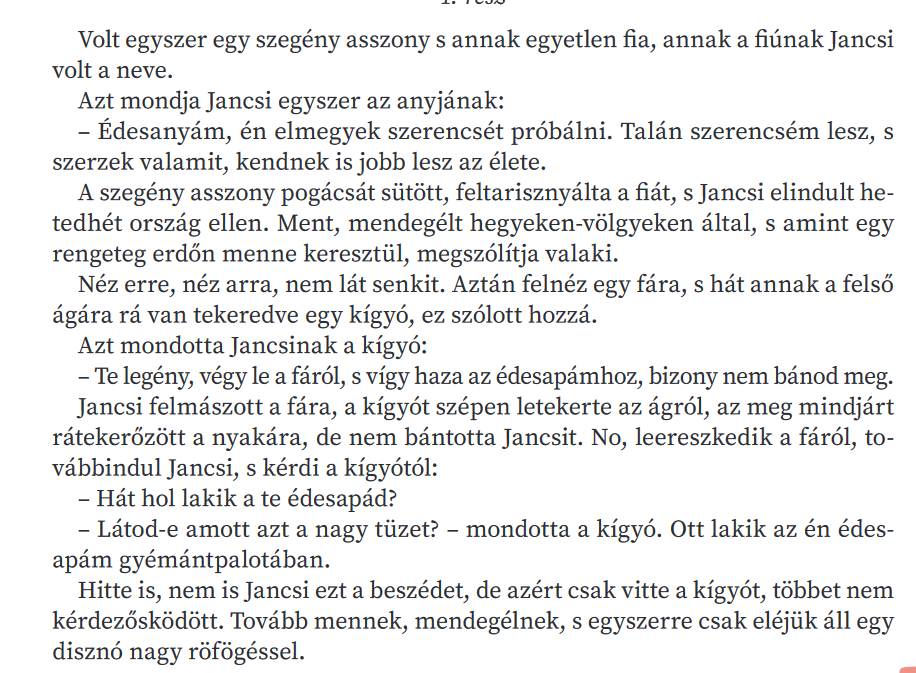 Volt egyszer egy szegény asszony s annak egyetlen fia, annak a fiúnak Jancsi
volt a neve.
Azt mondja Jancsi egyszer az anyjának:
– Édesanyám, én elmegyek szerencsét próbálni. Talán szerencsém lesz, s
szerzek valamit, kendnek is jobb lesz az élete.
A szegény asszony pogácsát sütött, feltarisznyálta a fiát, s Jancsi elindult he-
tedhét ország ellen. Ment, mendegélt hegyeken-völgyeken által, s amint egy
rengeteg erdőn menne keresztül, megszólítja valaki.
Néz erre, néz arra, nem lát senkit. Aztán felnéz egy fára, s hát annak a felső
ágára rá van tekeredve egy kígyó, ez szólott hozzá.
Azt mondotta Jancsinak a kígyó:
– Te legény, végy le a fáról, s vígy haza az édesapámhoz, bizony nem bánod meg.
Jancsi felmászott a fára, a kígyót szépen letekerte az ágról, az meg mindjárt
rátekerőzött a nyakára, de nem bántotta Jancsit. No, leereszkedik a fáról, to-
vábbindul Jancsi, s kérdi a kígyótól:
– Hát hol lakik a te édesapád?
– Látod-e amott azt a nagy tüzet? – mondotta a kígyó. Ott lakik az én édes-
apám gyémántpalotában.
Hitte is, nem is Jancsi ezt a beszédet, de azért csak vitte a kígyót, többet nem
kérdezősködött. Tovább mennek, mendegélnek, s egyszerre csak eléjük áll egy
disznó nagy röfögéssel.